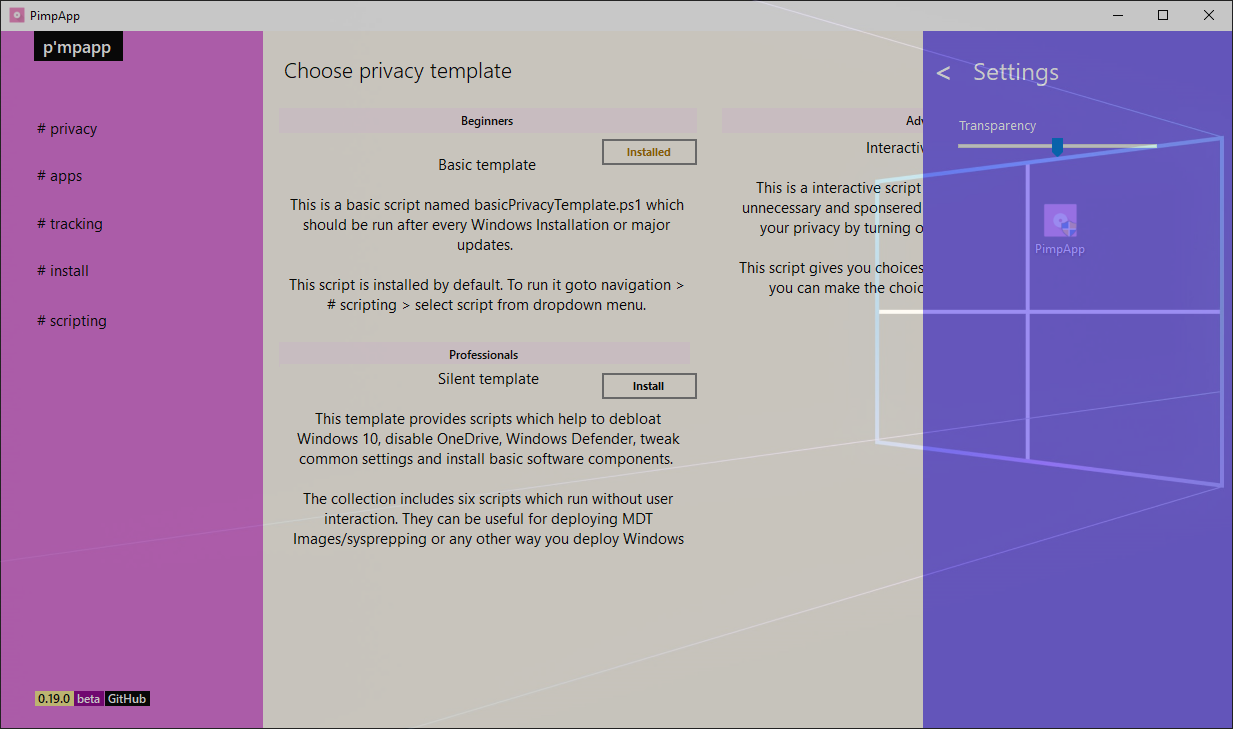 PimpApp
p'mpapp
# privacy
# apps
# tracking
# install
# scripting
0.19.0 beta GitHub
Choose privacy template
Beginners
Installed
Basic template
This is a basic script named basicPrivacyTemplate.ps1 which
should be run after every Windows Installation or major
updates.
This script is installed by default. To run it goto navigation >
# scripting > select script from dropdown menu.
Professionals
Silent template
Install
This template provides scripts which help to debloat
Windows 10, disable OneDrive, Windows Defender, tweak
common settings and install basic software components.
The collection includes six scripts which run without user
interaction. They can be useful for deploying MDT
Images/sysprepping or any other way you deploy Windows
Adv
Interactiv
This is a interactive script
unnecessary and sponsered
your privacy by turning o
This script gives you choices
you can make the choic
< Settings
Transparency
PimpApp